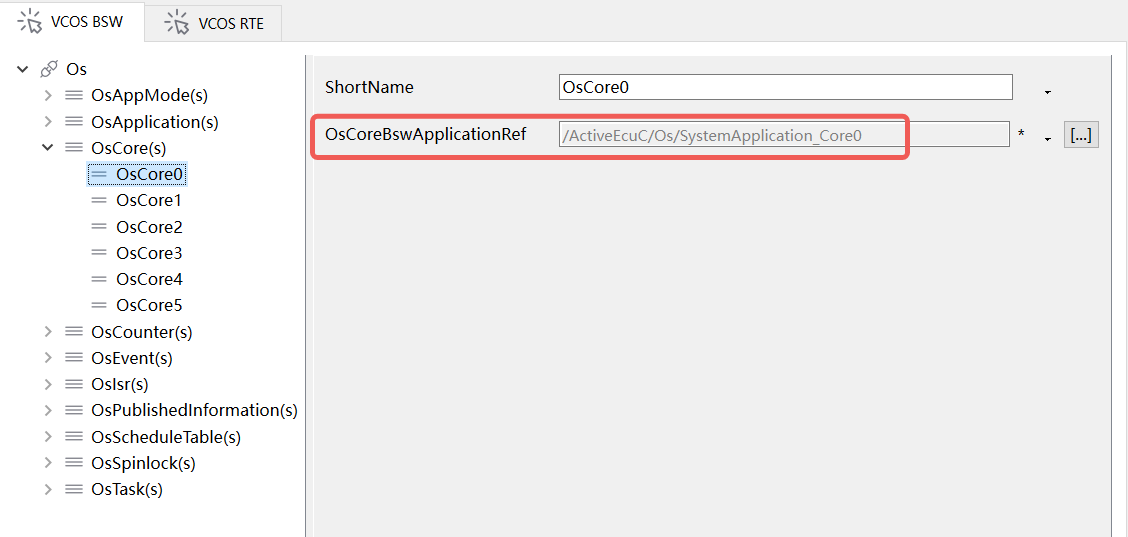 VCOS BSW
VCOS RTE
Os
OsAppMode(s)
OsApplication(s)
OsCore(s)
OsCore0
OsCore1
OsCore2
OsCore3
OsCore4
OsCore5
OsCounter(s)
OsEvent(s)
OsIsr(s)
OsPublishedInformation(s)
OsScheduleTable(s)
OsSpinlock(s)
OsTask(s)
ShortName OsCore0
OsCoreBswApplicationRef /ActiveEcuC/Os/SystemApplication_Core0 * [...]